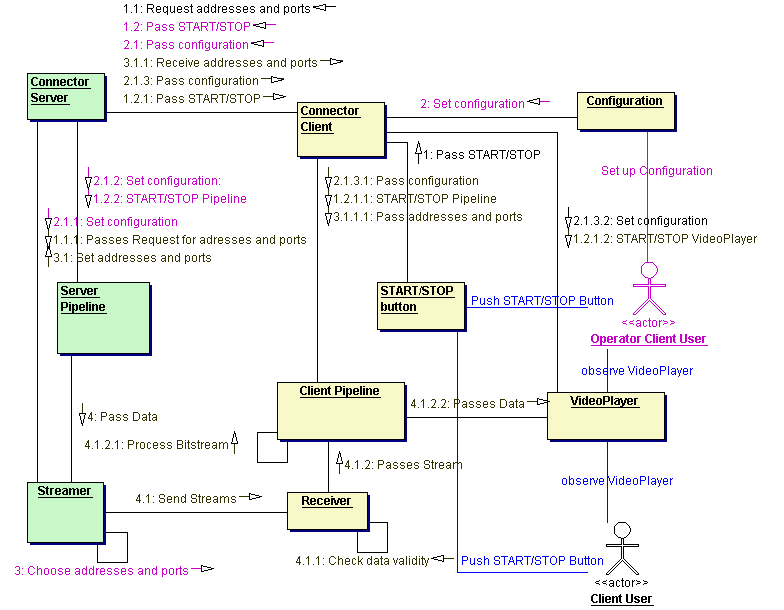 1.1: Request addresses and ports
1.2: Pass START/STOP
2.1: Pass configuration
3.1.1: Receive addresses and ports
2.1.3: Pass configuration
1.2.1: Pass START/STOP
Connector
Server
Connector
Client
2: Set configuration
Configuration
1: Pass START/STOP
Set up Configuration
2.1.2: Set configuration:
1.2.2: START/STOP Pipeline
2.1.3.1: Pass configuration
1.2.1.1: START/STOP Pipeline
3.1.1.1: Pass addresses and ports
2.1.1: Set configuration
1.1.1: Passes Request for adresses and ports
3.1: Set addresses and ports
2.1.3.2: Set configuration
1.2.1.2: START/STOP VideoPlayer
Server
Pipeline
START/STOP
button
Push START/STOP Button
<<actor>>
Operator Client User
observe VideoPlayer
Client Pipeline
4.1.2.2: Passes Data
VideoPlayer
4: Pass Data
4.1.2.1: Process Bitstream
4.1.2: Passes Stream
observe VideoPlayer
Streamer
4.1: Send Streams
Receiver
4.1.1: Check data validity
Push START/STOP Button
3: Choose addresses and ports
<<actor>>
Client User